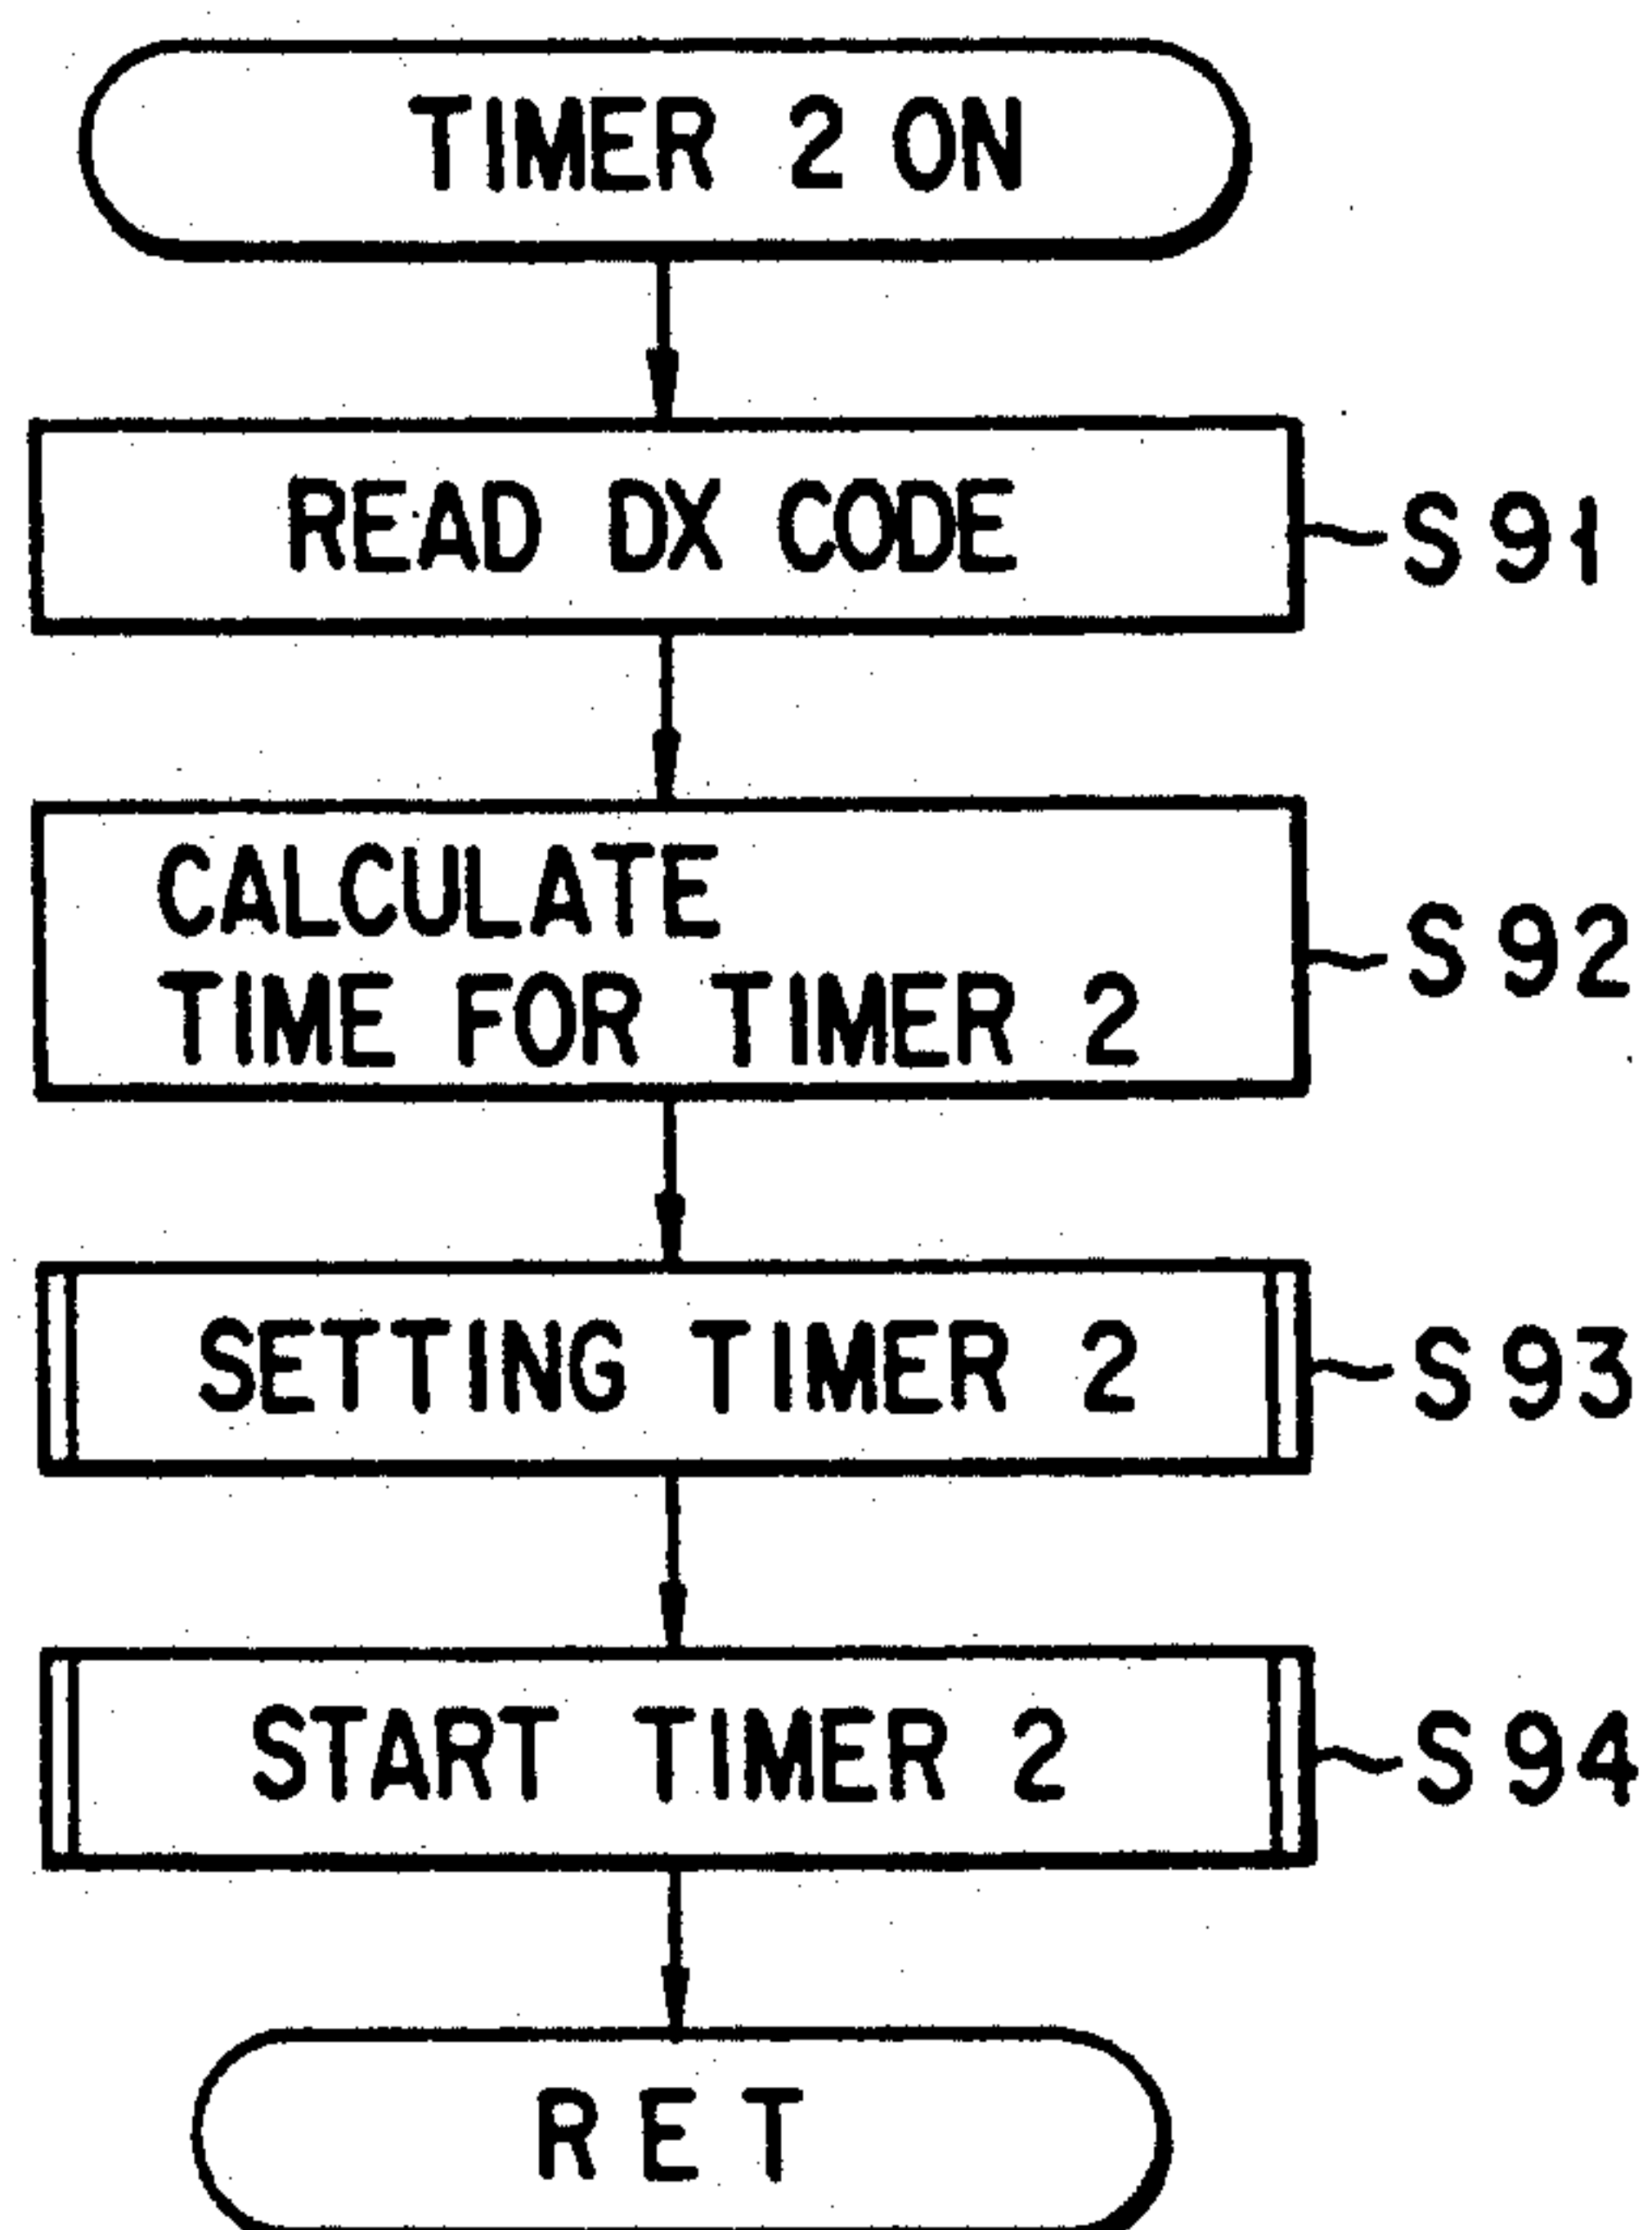 TIMER 2 ON
READ DX CODE
S91
CALCULATE
TIME FOR TIMER 2
S92
SETTING TIMER 2
S93
START TIMER 2
S94
RET